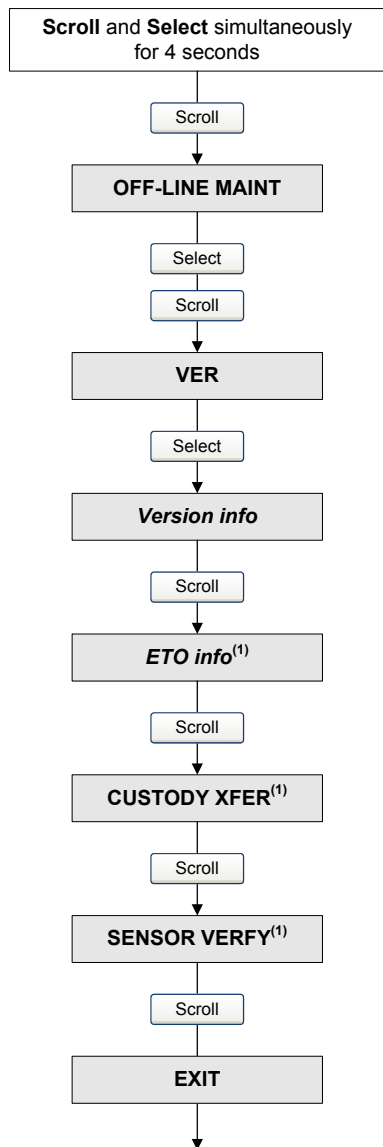 Scroll and Select simultaneously
for 4 seconds
Scroll
OFF-LINE MAINT
Select
Scroll
VER
Select
Version info
Scroll
ETO info(1)
Scroll
CUSTODY XFER(1)
Scroll
SENSOR VERFY(1)
Scroll
EXIT